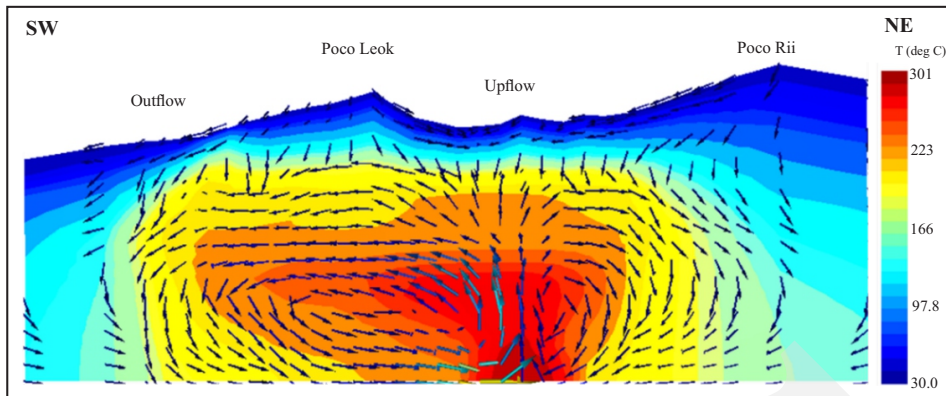 SW
NE
Poco Leok
Poco Rii
T (deg C)
Outflow
Upflow
301
223
166
97.8
30.0